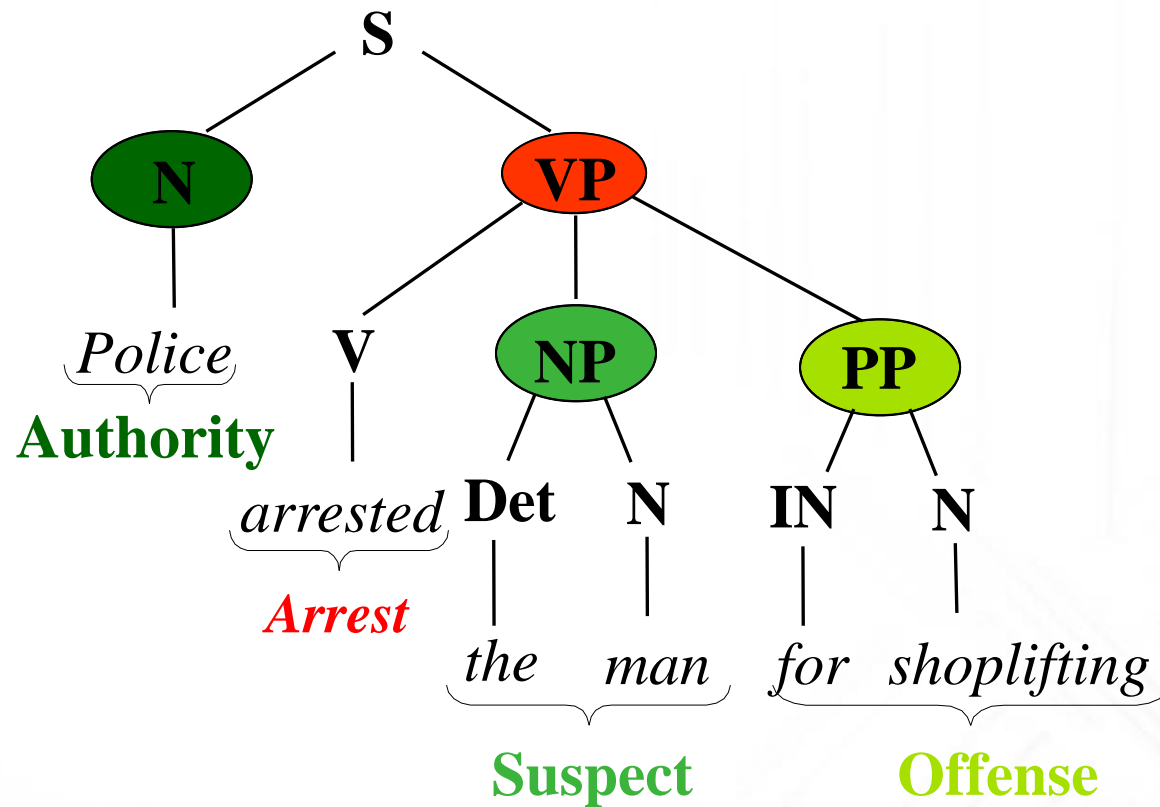 S
N VP
Police V NP PP
Authority
arrested Det N IN N
Arrest
the man for shoplifting
Suspect Offense